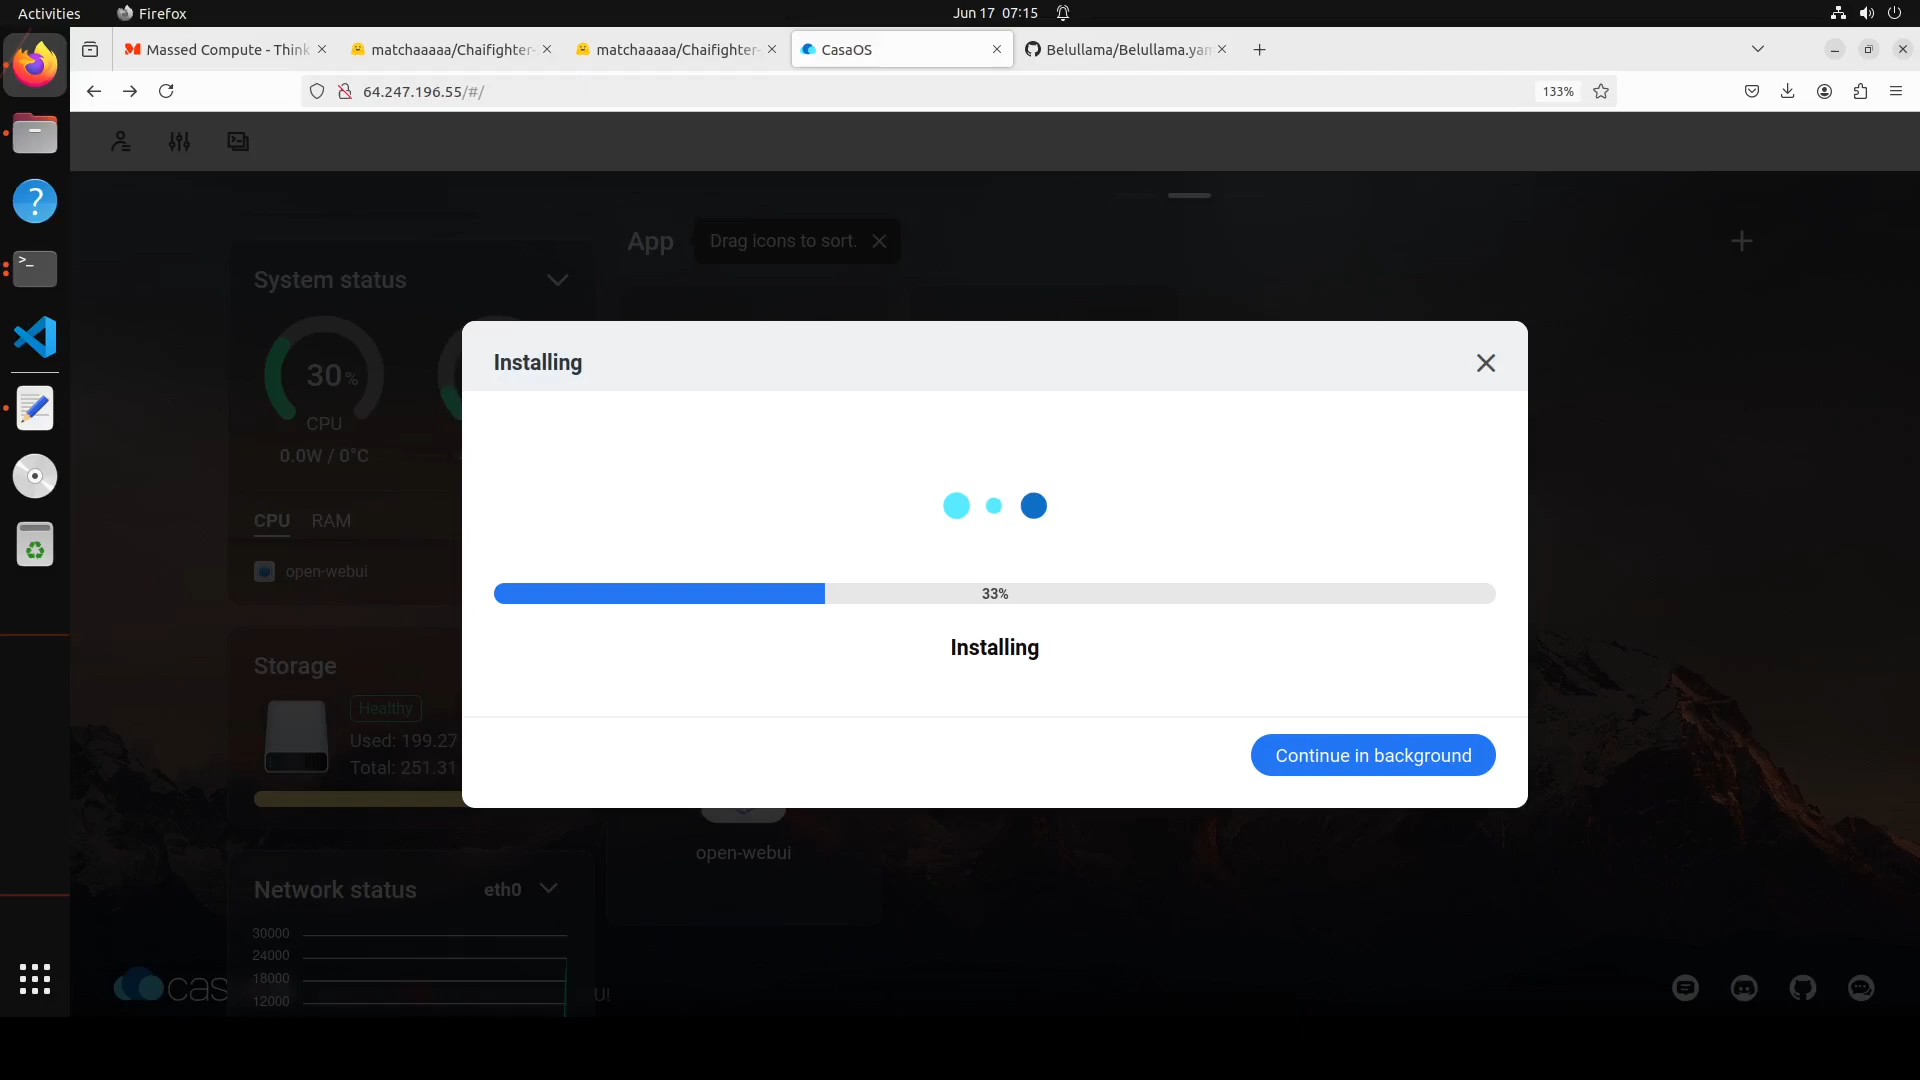 Activities
Firefox
Jun 17 07:15
Massed Compute - Think
matchaaaaa/Chaifighter-
matchaaaaa/Chaifighter-
CasaOS
Belullama/Belullama.yam
64.247.196.55/#/
133%
App
Drag icons to sort.
System status
30%
CPU
0.0W / 0°C
CPU
RAM
open-webui
Installing
33%
Installing
Continue in background
Storage
Healthy
Used: 199.27
Total: 251.31
open-webui
Network status
eth0
30000
24000
18000
12000
cas
U!